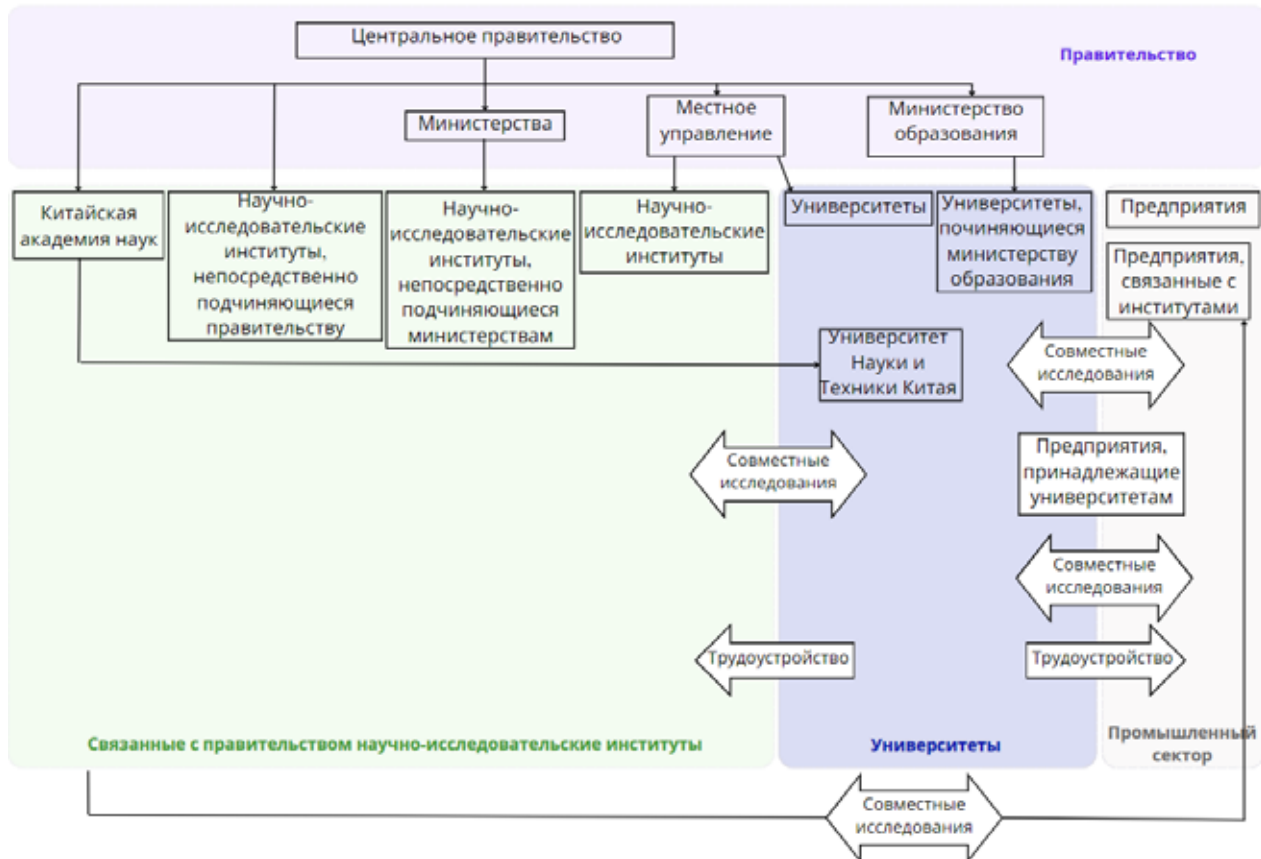 Центральное правительство
Правительство
Министерства
Местное
управление
Министерство
образования
Китайская
академия наук
Научно-
исследовательские
институты,
непосредственно
подчиняющиеся
правительству
Научно-
исследовательские
институты,
непосредственно
подчиняющиеся
министерствам
Научно-
исследовательские
институты
Университеты
Университеты,
починяющиеся
министерству
образования
Предприятия
Предприятия,
связанные с
институтами
Университет
Науки и
Техники Китая
Совместные
исследования
Совместные
исследования
Предприятия,
принадлежащие
университетам
Совместные
исследования
Трудоустройство
Трудоустройство
Связанные с правительством научно-исследовательские институты
Университеты
Промышленный
сектор
Совместные
исследования